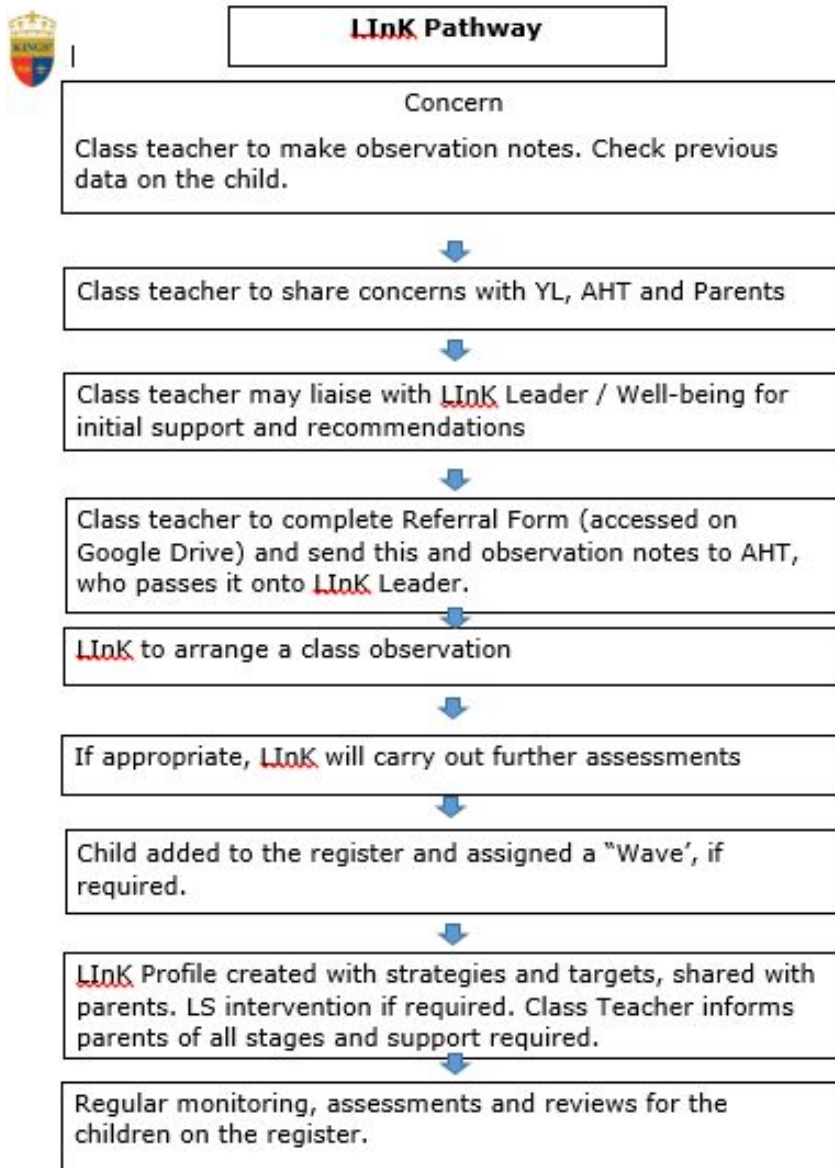 KINGS'
LInK Pathway
Concern
Class teacher to make observation notes. Check previous
data on the child.
Class teacher to share concerns with YL, AHT and Parents
Class teacher may liaise with LInK Leader / Well-being for
initial support and recommendations
Class teacher to complete Referral Form (accessed on
Google Drive) and send this and observation notes to AHT,
who passes it onto LInK Leader.
LInK to arrange a class observation
If appropriate, LInK will carry out further assessments
Child added to the register and assigned a “Wave’, if
required.
LInK Profile created with strategies and targets, shared with
parents. LS intervention if required. Class Teacher informs
parents of all stages and support required.
Regular monitoring, assessments and reviews for the
children on the register.